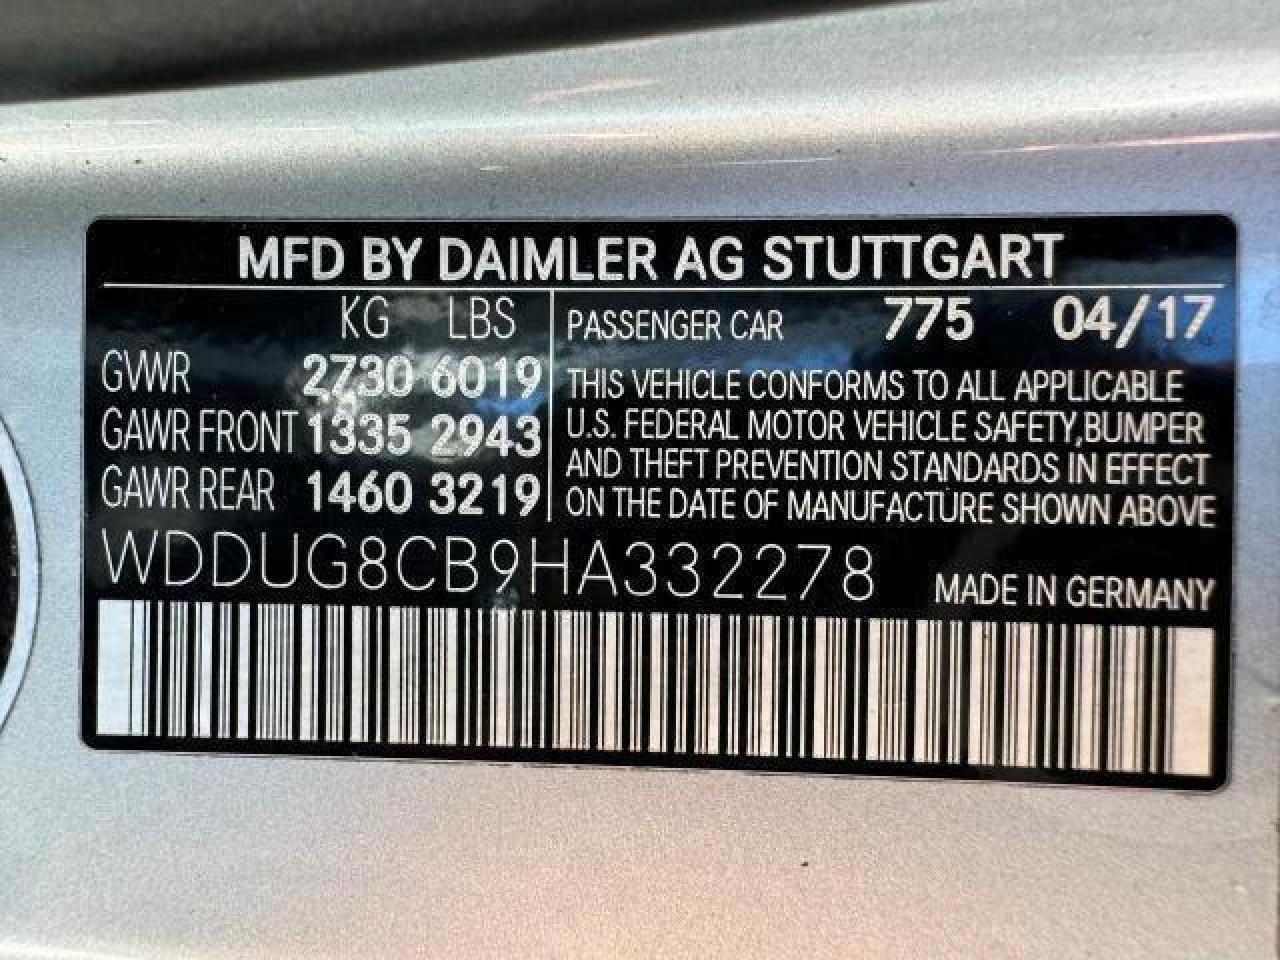 MFD BY DAIMLER AG STUTTGART
KG LBS
GVWR 2730 6019
GAWR FRONT 1335 2943
GAWR REAR 1460 3219
PASSENGER CAR 775 04/17
THIS VEHICLE CONFORMS TO ALL APPLICABLE
U.S. FEDERAL MOTOR VEHICLE SAFETY,BUMPER
AND THEFT PREVENTION STANDARDS IN EFFECT
ON THE DATE OF MANUFACTURE SHOWN ABOVE
WDDUG8CB9HA332278 MADE IN GERMANY